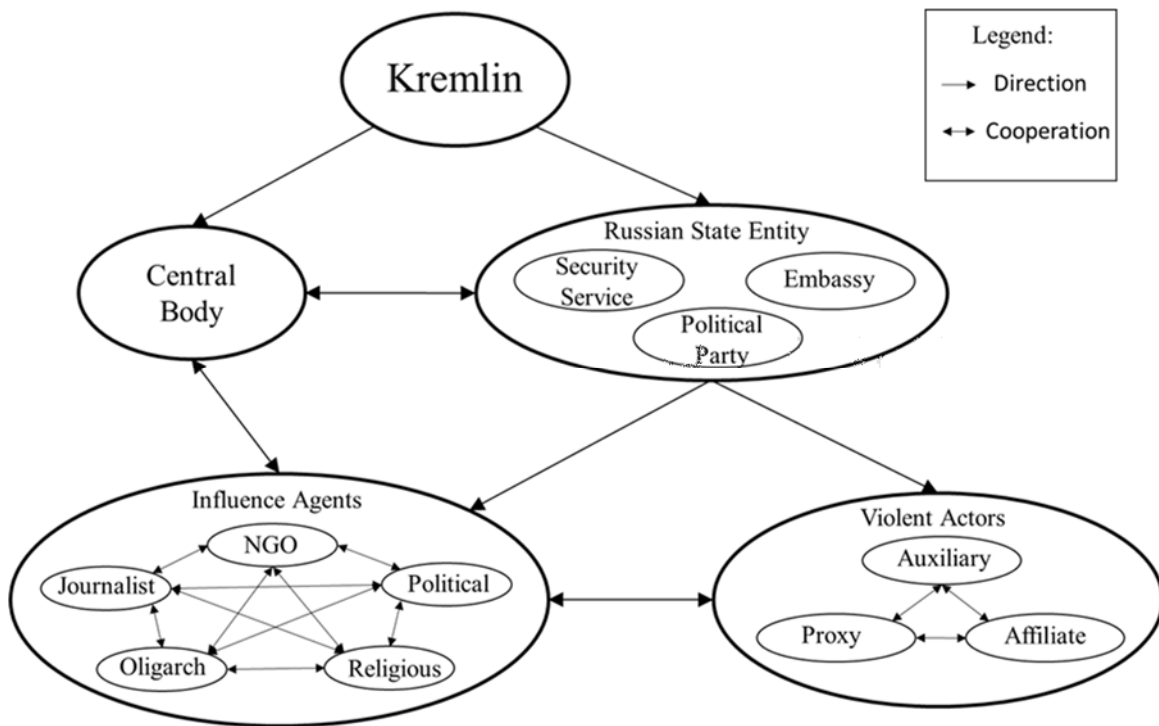 Kremlin
Legend:
Direction
Cooperation
Central
Body
Russian State Entity
Security
Service
Embassy
Political
Party
Influence Agents
NGO
Journalist
Political
Oligarch
Religious
Violent Actors
Auxiliary
Proxy
Affiliate